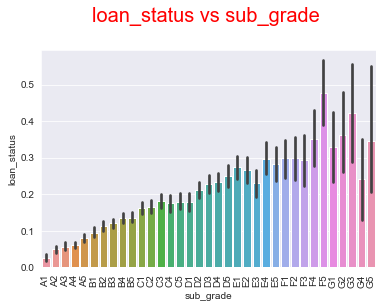 loan_status vs sub_grade
loan_status
0.5
0.4
0.3
0.2
0.1
0.0
A1 A2 A3 A4 A5 B1 B2 B3 B4 B5 C1 C2 C3 C4 C5 D1 D2 D3 D4 D5 E1 E2 E3 E4 E5 F1 F2 F3 F4 F5 G1 G2 G3 G4 G5
sub_grade